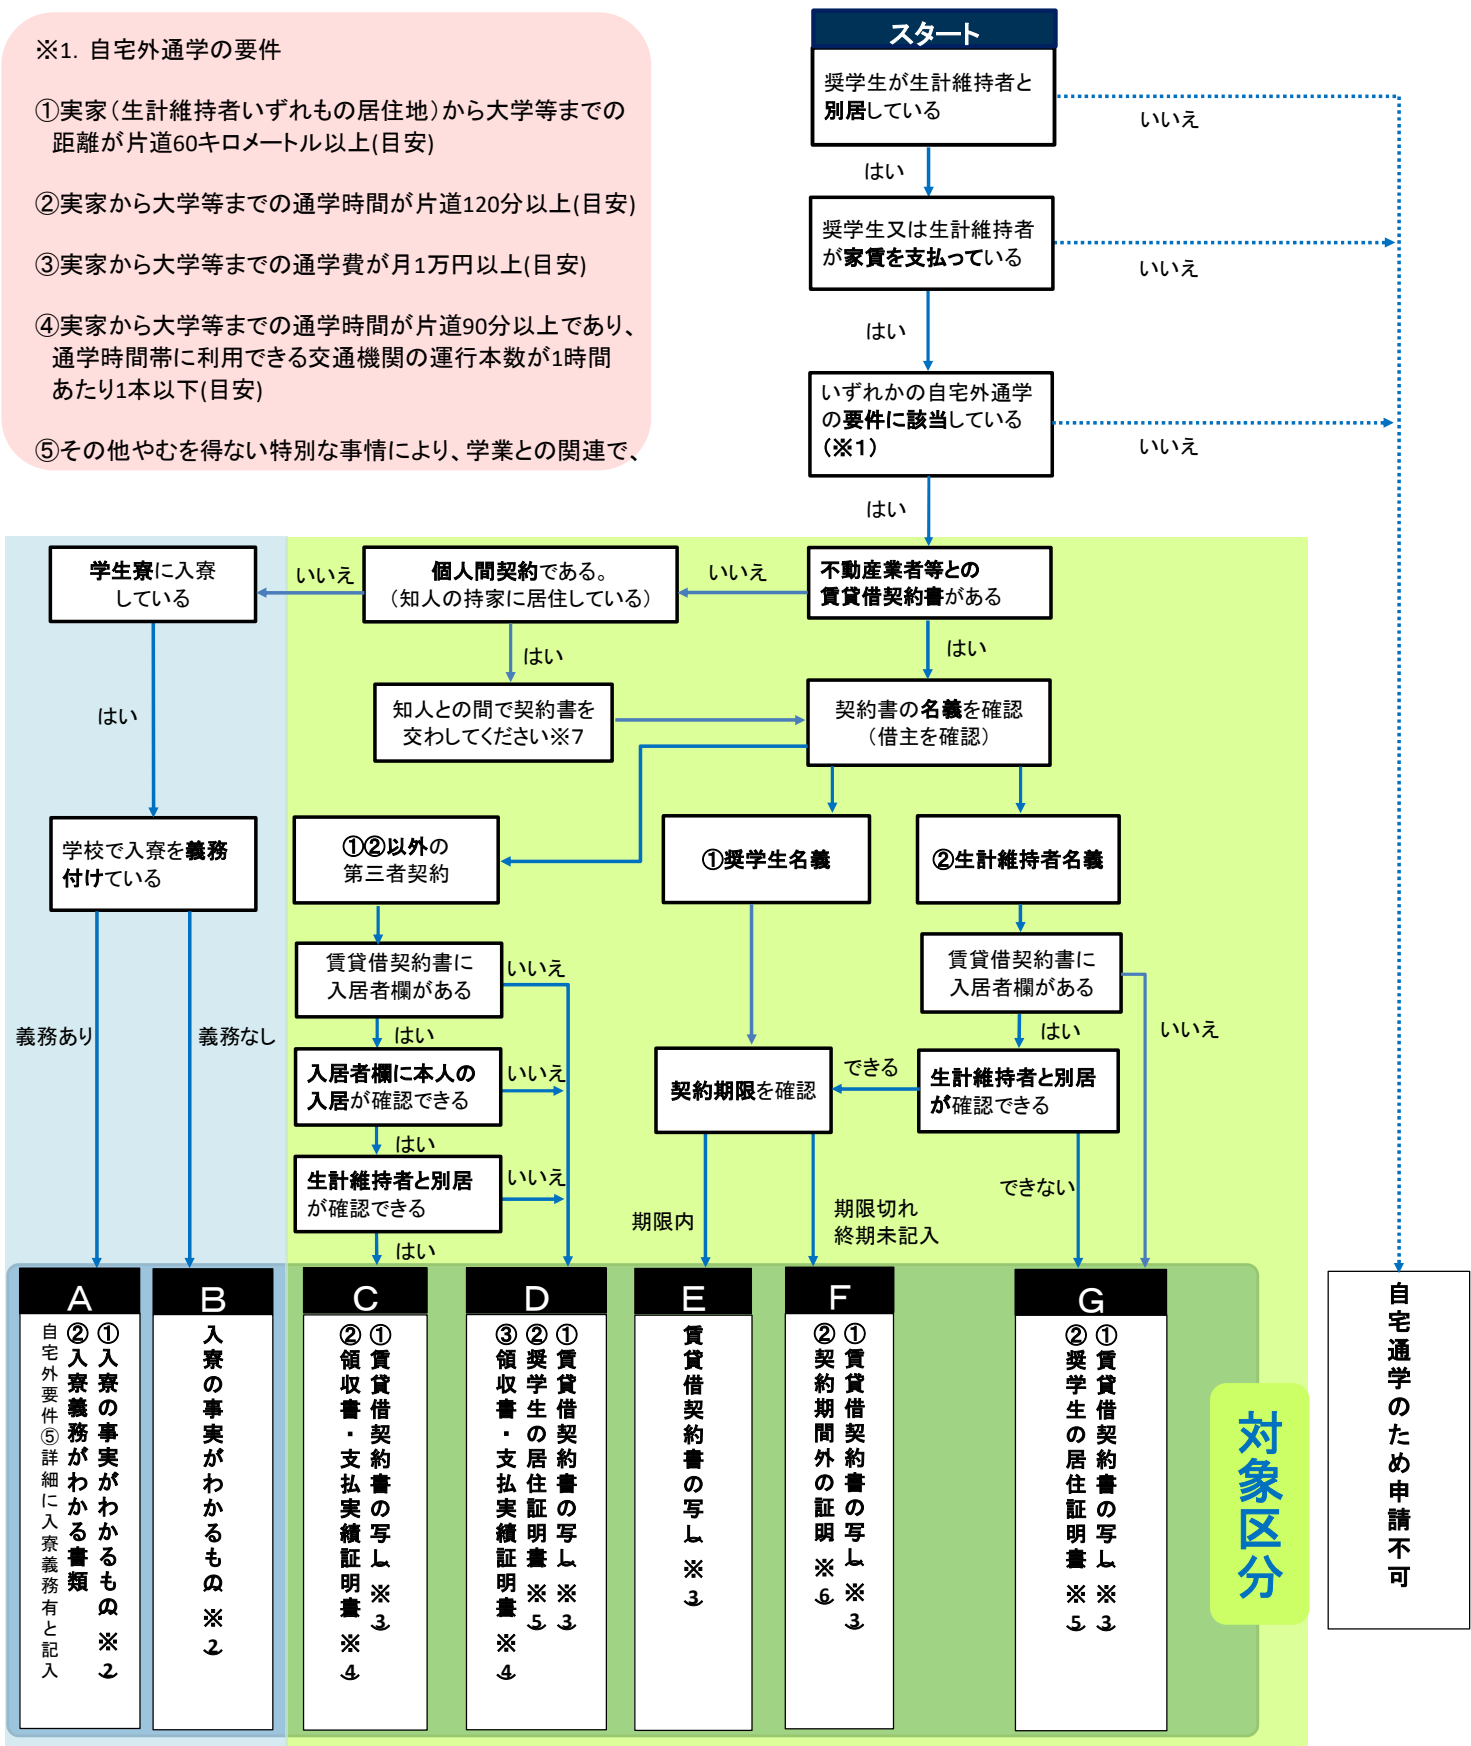 ※1. 自宅外通学の要件
①実家（生計維持者いずれもの居住地）から大学等までの
距離が片道60キロメートル以上(目安)
②実家から大学等までの通学時間が片道120分以上(目安)
③実家から大学等までの通学費が月1万円以上(目安)
④実家から大学等までの通学時間が片道90分以上であり、
通学時間帯に利用できる交通機関の運行本数が1時間
あたり1本以下(目安)
⑤その他やむを得ない特別な事情により、学業との関連で、
スタート
奨学生が生計維持者と
別居している
いいえ
はい
奨学生又は生計維持者
が家賃を支払っている
いいえ
はい
いずれかの自宅外通学
の要件に該当している
(※1)
いいえ
はい
不動産業者等との
賃貸借契約書がある
いいえ
個人間契約である。
（知人の持家に居住している）
いいえ
学生寮に入寮
している
はい
はい
はい
知人との間で契約書を
交わしてください※7
契約書の名義を確認
（借主を確認）
学校で入寮を義務
付けている
①②以外の
第三者契約
①奨学生名義
②生計維持者名義
賃貸借契約書に
入居者欄がある
いいえ
賃貸借契約書に
入居者欄がある
義務あり
義務なし
はい
はい
いいえ
入居者欄に本人の
入居が確認できる
いいえ
契約期限を確認
できる
生計維持者と別居
が確認できる
はい
生計維持者と別居
が確認できる
いいえ
できない
期限内
期限切れ
終期未記入
はい
A
①入寮の事実がわかるもの(※2)
②入寮義務がわかる書類
自宅外要件⑤詳細に入寮義務有と記入
B
入寮の事実がわかるもの(※2)
C
①賃貸借契約書の写し(※3)
②領収書・支払実績証明書(※4)
D
①賃貸借契約書の写し(※3)
②奨学生の居住証明書(※5)
③領収書・支払実績証明書(※4)
E
賃貸借契約書の写し(※3)
F
①賃貸借契約書の写し(※3)
②契約期間外の証明(※6)
G
①賃貸借契約書の写し(※3)
②奨学生の居住証明書(※5)
対象区分
自宅通学のため申請不可